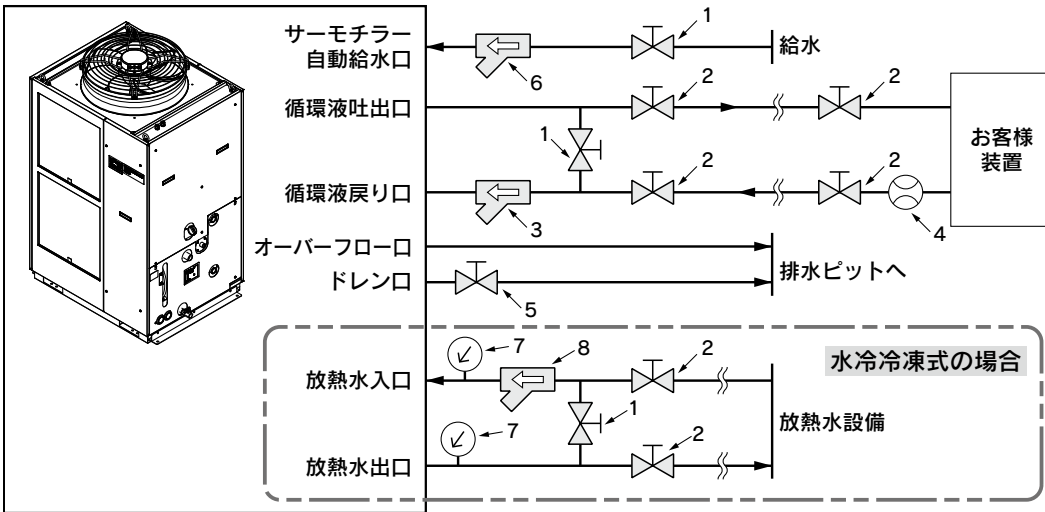 サーモチラー
自動給水口
1
給水
6
循環液吐出口
2
2
お客様
装置
1
循環液戻り口
2
2
3
4
オーバーフロー口
排水ピットへ
ドレン口
5
水冷冷凍式の場合
7
8
2
放熱水入口
1
放熱水設備
7
2
放熱水出口